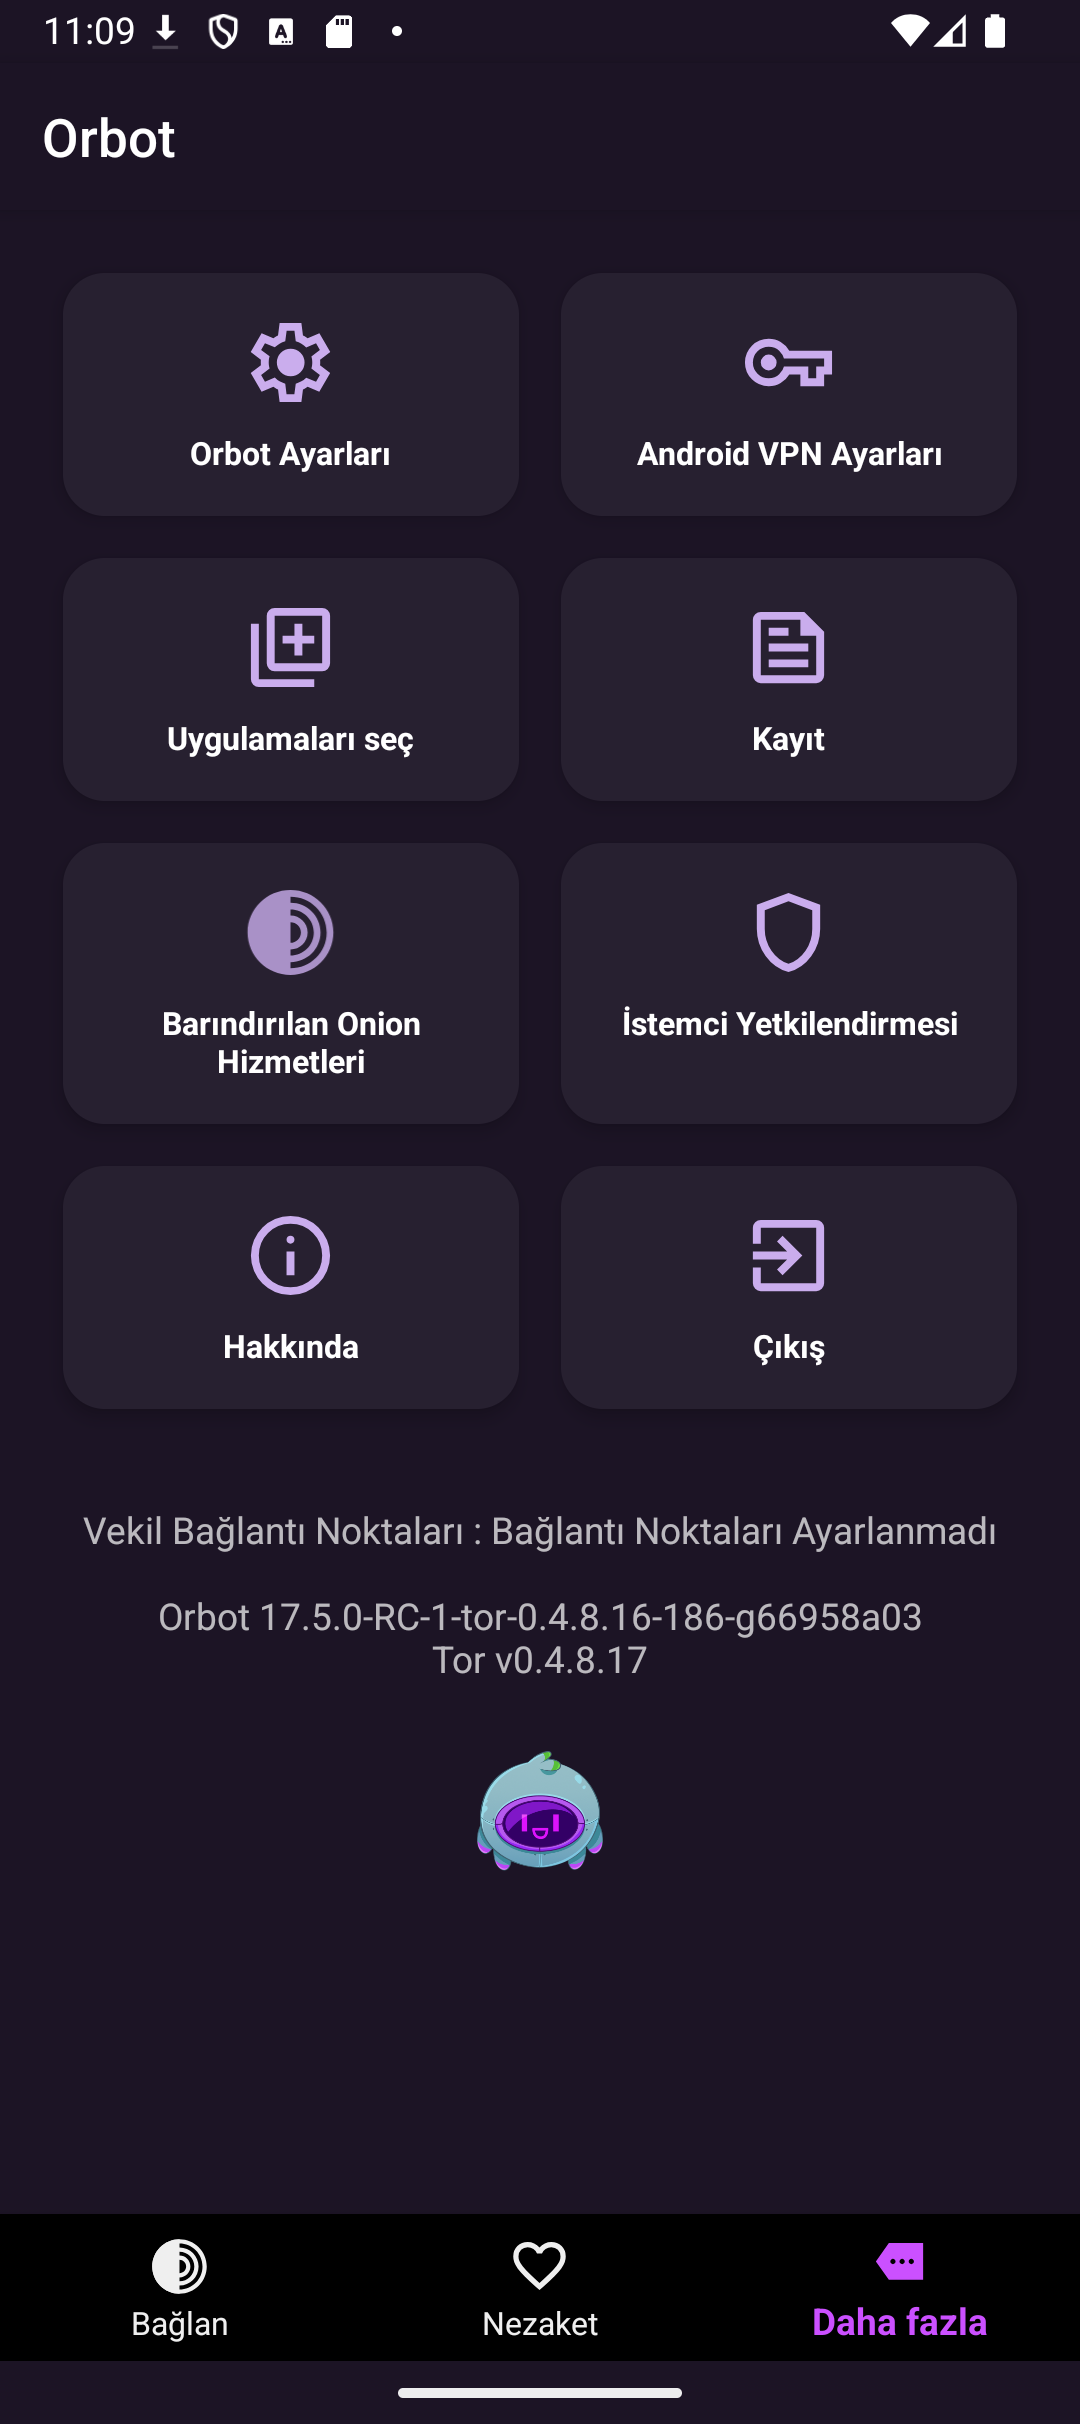 11:09
Orbot
Orbot Ayarları
Android VPN Ayarları
Uygulamaları seç
Kayıt
Barındırılan Onion
Hizmetleri
İstemci Yetkilendirmesi
Hakkında
Çıkış
Vekil Bağlantı Noktaları : Bağlantı Noktaları Ayarlanmadı
Orbot 17.5.0-RC-1-tor-0.4.8.16-186-g66958a03
Tor v0.4.8.17
Bağlan
Nezaket
Daha fazla